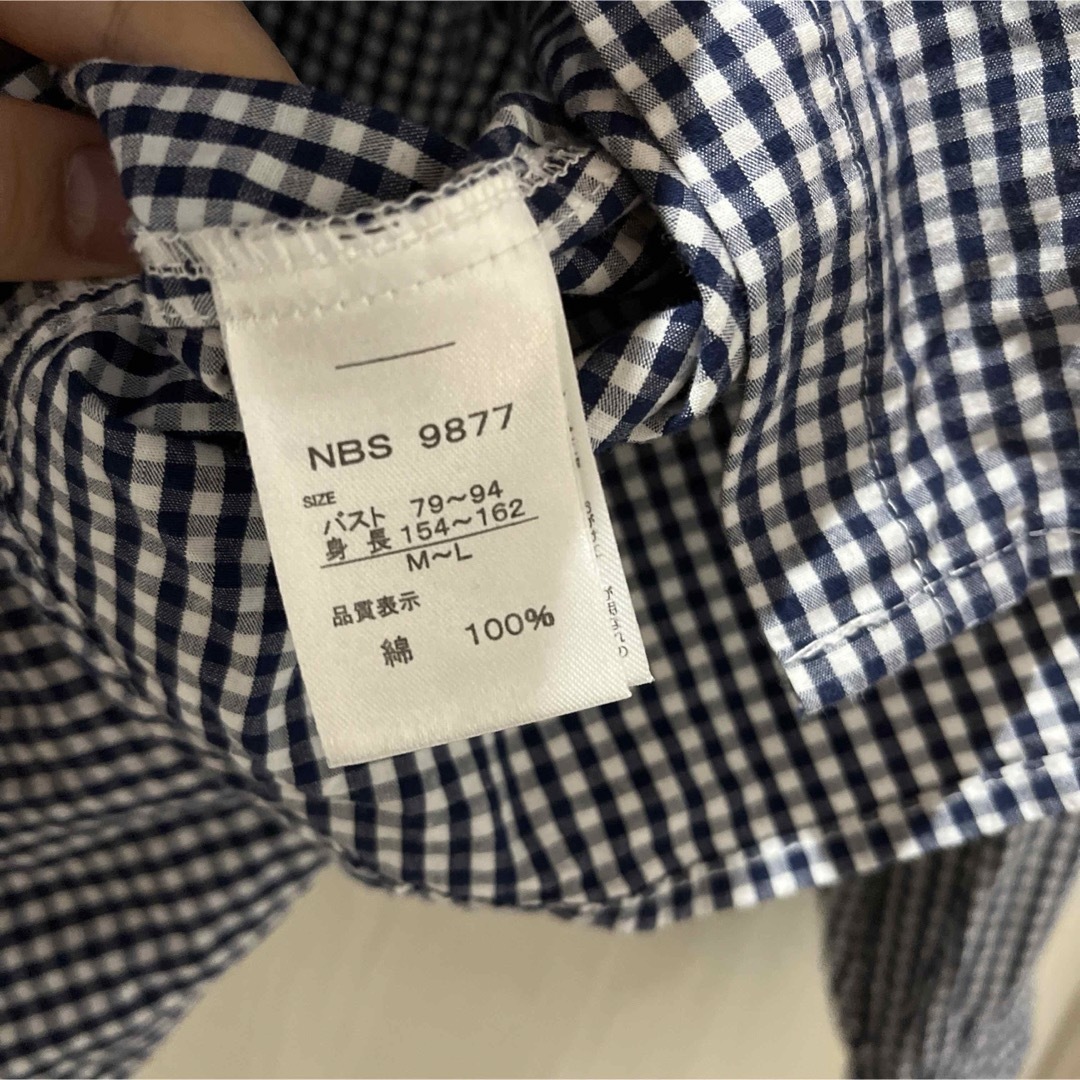 NBS 9877
SIZE
バスト 79～94
身 長 154～162
M～L
品質表示
綿 100%